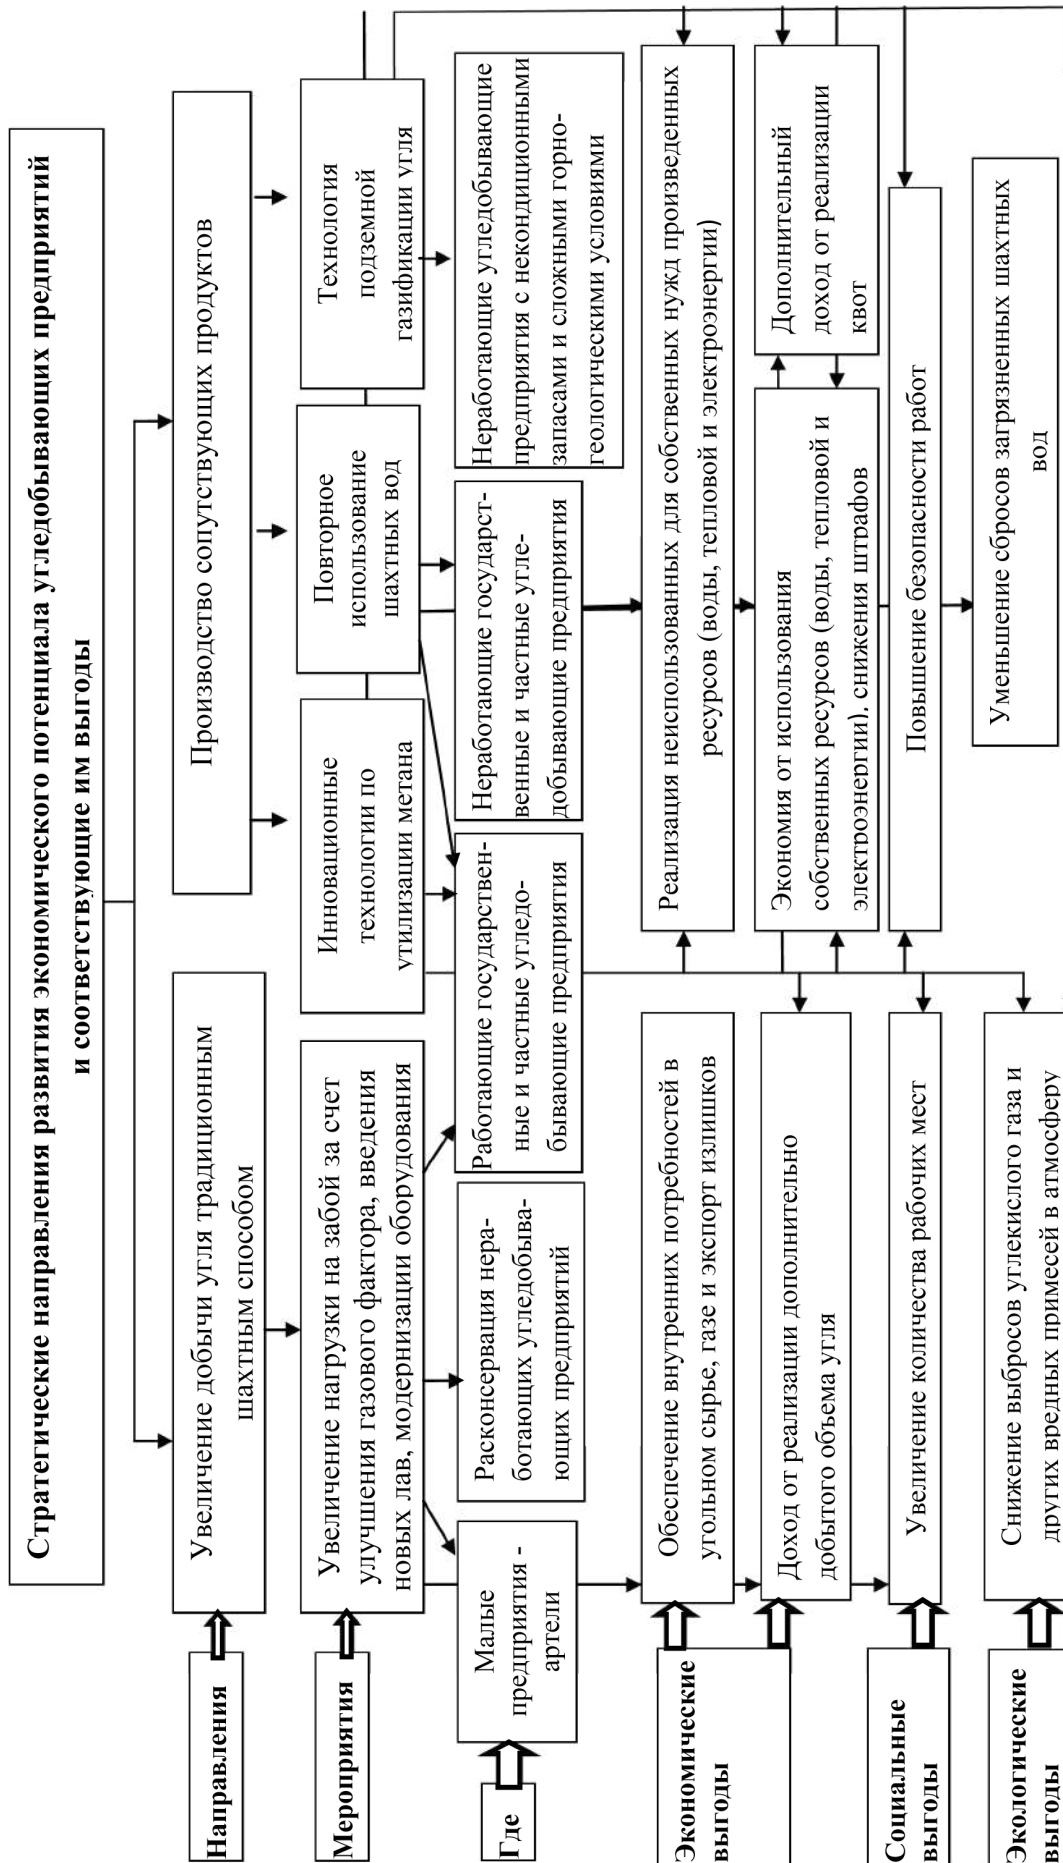 Стратегические направления развития экономического потенциала угледобывающих предприятий
и соответствующие им выгоды
Направления
Увеличение добычи угля традиционным
шахтным способом
Производство сопутствующих продуктов
Мероприятия
Увеличение нагрузки на забой за счет
улучшения газового фактора, введения
новых лав, модернизации оборудования
Инновационные
технологии по
утилизации метана
Повторное
использование
шахтных вод
Технология
подземной
газификации угля
Где
Малые
предприятия -
артели
Расконсервация нера-
ботающих угледобыва-
ющих предприятий
Работающие государствен-
ные и частные угледо-
бывающие предприятия
Неработающие государст-
венные и частные угле-
добывающие предприятия
Неработающие угледобывающие
предприятия с некондиционными
запасами и сложными горно-
геологическими условиями
Экономические
выгоды
Обеспечение внутренних потребностей в
угольном сырье, газе и экспорт излишков
Реализация неиспользованных для собственных нужд произведенных
ресурсов (воды, тепловой и электроэнергии)
Доход от реализации дополнительно
добытого объема угля
Экономия от использования
собственных ресурсов (воды, тепловой и
электроэнергии), снижения штрафов
Дополнительный
доход от реализации
квот
Социальные
выгоды
Увеличение количества рабочих мест
Повышение безопасности работ
Экологические
выгоды
Снижение выбросов углекислого газа и
других вредных примесей в атмосферу
Уменьшение сбросов загрязненных шахтных
вод